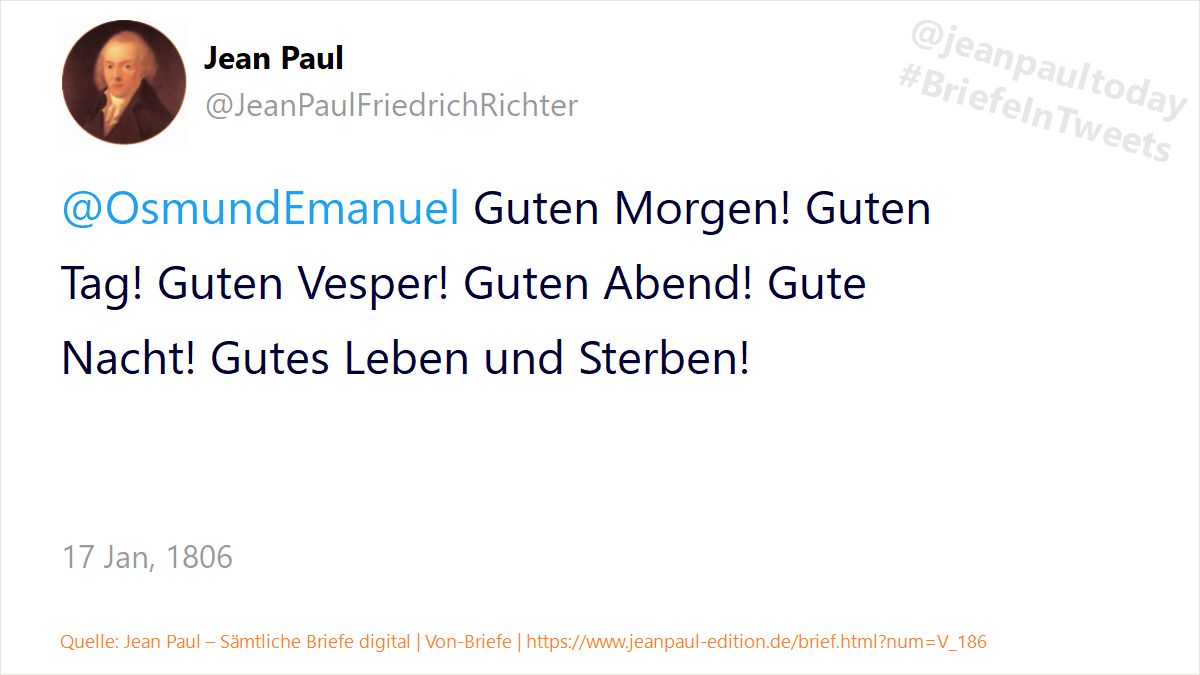 Jean Paul
@JeanPaulFriedrichRichter
@jeanpaultoday
#BriefeInTweets
@OsmundEmanuel Guten Morgen! Guten
Tag! Guten Vesper! Guten Abend! Gute
Nacht! Gutes Leben und Sterben!
17 Jan, 1806
Quelle: Jean Paul – Sämtliche Briefe digital | Von-Briefe | https://www.jeanpaul-edition.de/brief.html?num=V_186